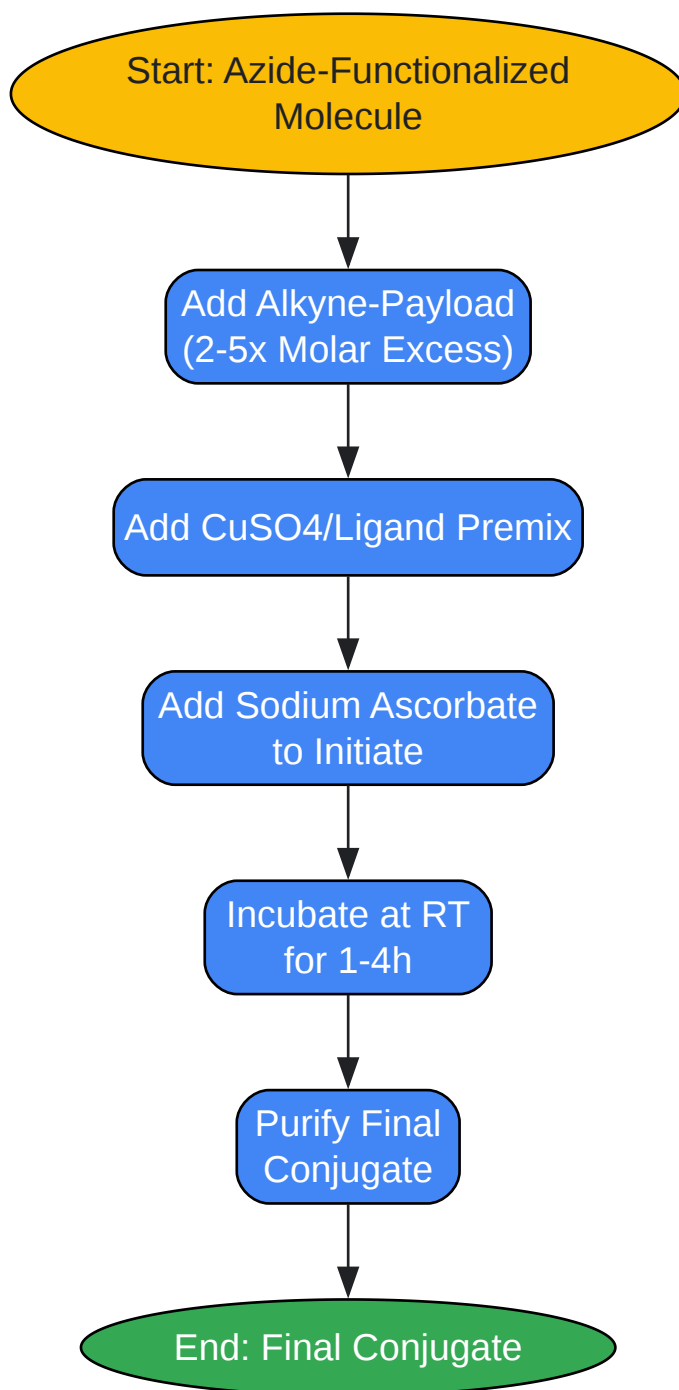 Start: Azide-Functionalized
Molecule
Add Alkyne-Payload
(2-5x Molar Excess)
Add CuSO4/Ligand Premix
Add Sodium Ascorbate
to Initiate
Incubate at RT
for 1-4h
Purify Final
Conjugate
End: Final Conjugate